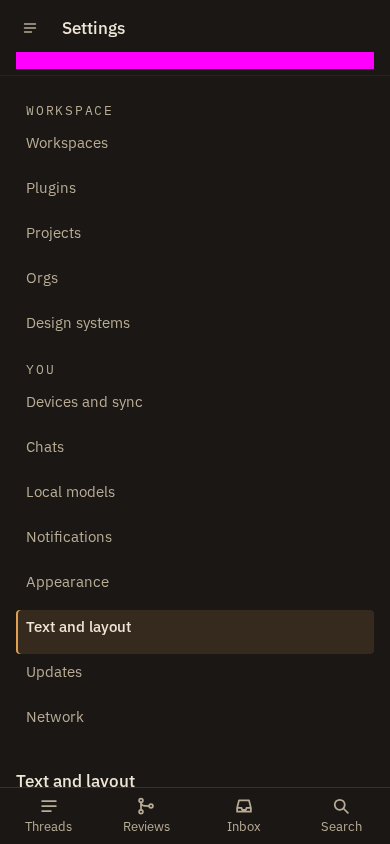 Settings
WORKSPACE
Workspaces
Plugins
Projects
Orgs
Design systems
YOU
Devices and sync
Chats
Local models
Notifications
Appearance
Text and layout
Updates
Network
Text and layout
Threads
Reviews
Inbox
Search